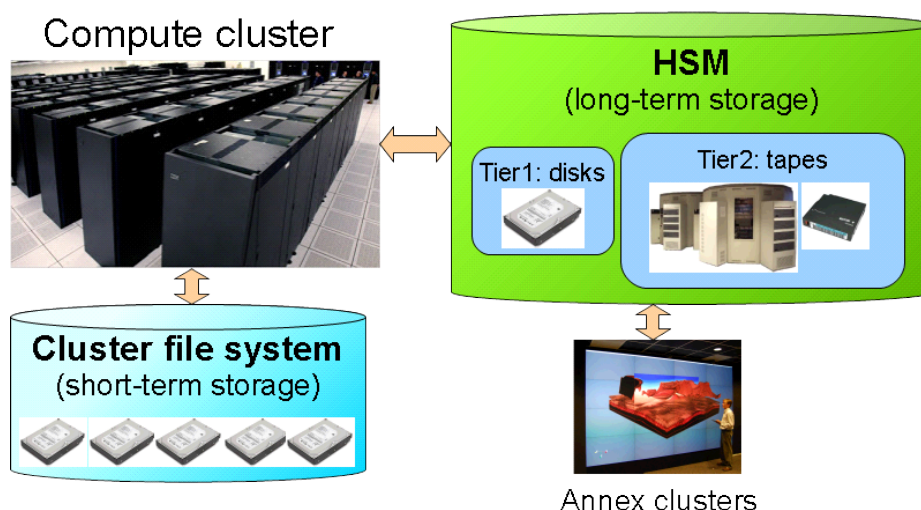 Compute cluster
HSM
(long-term storage)
Tier1: disks
Tier2: tapes
Cluster file system
(short-term storage)
Annex clusters